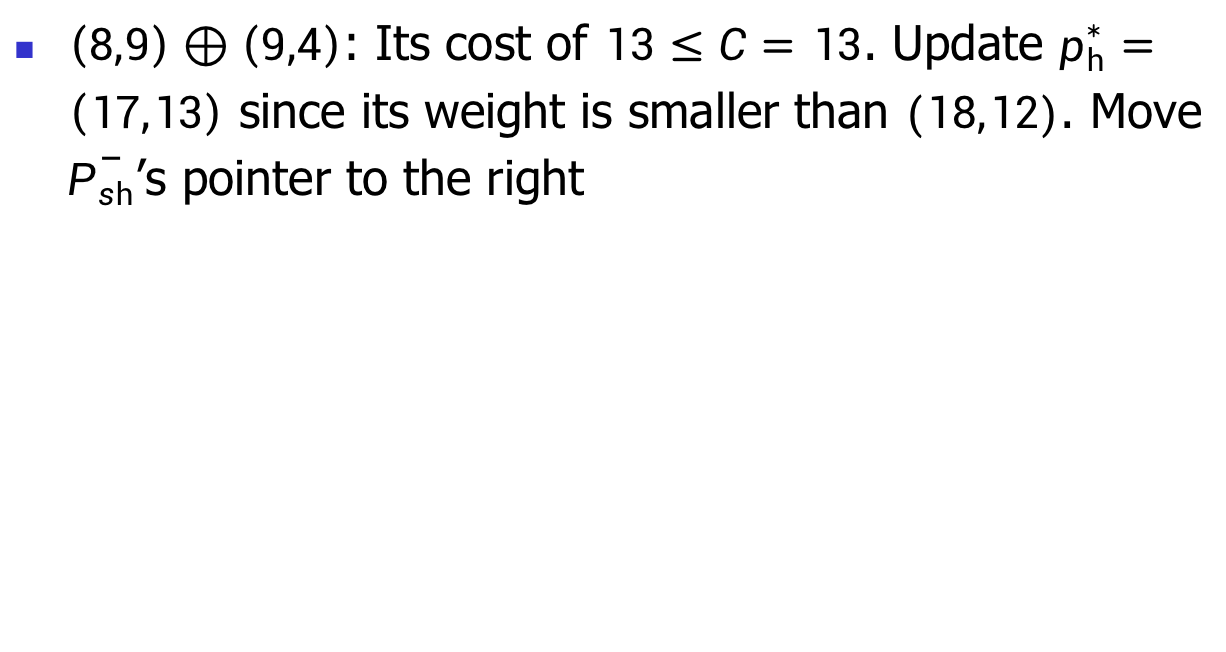 ▪ (8,9) ⊕ (9,4): Its cost of 13 ≤ C = 13. Update p*h =
(17,13) since its weight is smaller than (18,12). Move
P̄sh's pointer to the right